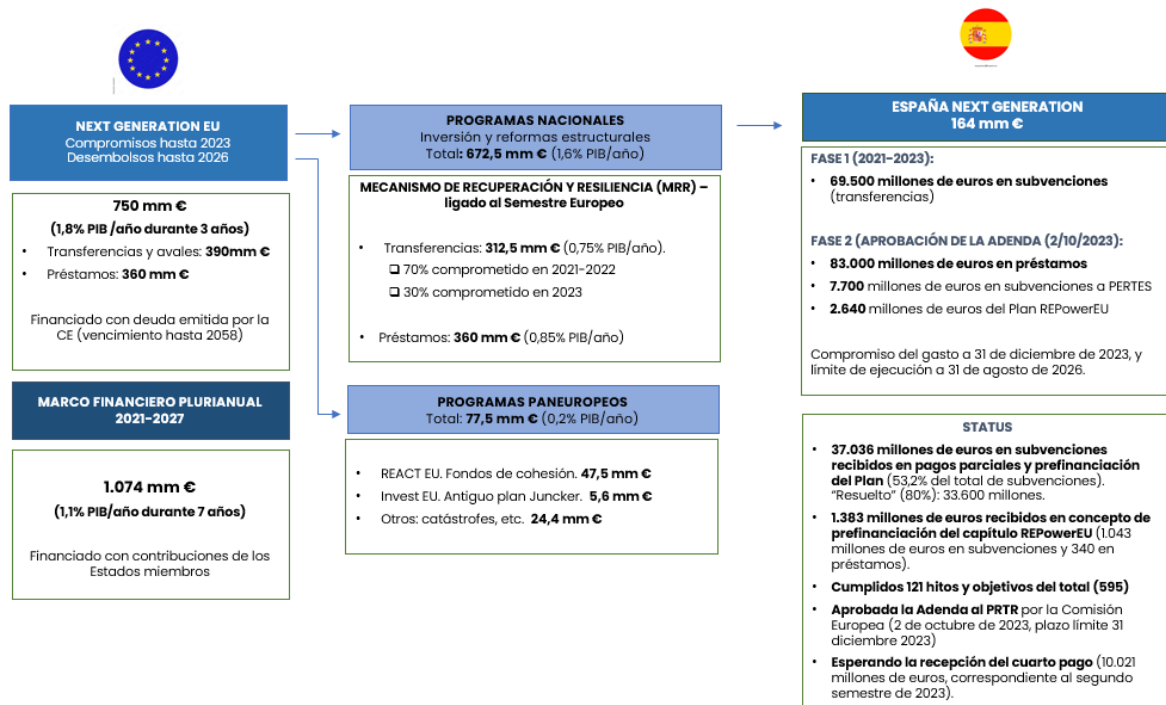 NEXT GENERATION EU
Compromisos hasta 2023
Desembolsos hasta 2026
750 mm €
(1,8% PIB /año durante 3 años)
• Transferencias y avales: 390mm €
• Préstamos: 360 mm €
Financiado con deuda emitida por la
CE (vencimiento hasta 2058)
MARCO FINANCIERO PLURIANUAL
2021-2027
1.074 mm €
(1,1% PIB/año durante 7 años)
Financiado con contribuciones de los
Estados miembros
PROGRAMAS NACIONALES
Inversión y reformas estructurales
Total: 672,5 mm € (1,6% PIB/año)
MECANISMO DE RECUPERACIÓN Y RESILIENCIA (MRR) –
ligado al Semestre Europeo
• Transferencias: 312,5 mm € (0,75% PIB/año).
❑ 70% comprometido en 2021-2022
❑ 30% comprometido en 2023
• Préstamos: 360 mm € (0,85% PIB/año)
PROGRAMAS PANEUROPEOS
Total: 77,5 mm € (0,2% PIB/año)
• REACT EU. Fondos de cohesión. 47,5 mm €
• Invest EU. Antiguo plan Juncker. 5,6 mm €
• Otros: catástrofes, etc. 24,4 mm €
ESPAÑA NEXT GENERATION
164 mm €
FASE 1 (2021-2023):
• 69.500 millones de euros en subvenciones
(transferencias)
FASE 2 (APROBACIÓN DE LA ADENDA (2/10/2023):
• 83.000 millones de euros en préstamos
• 7.700 millones de euros en subvenciones a PERTES
• 2.640 millones de euros del Plan REPowerEU
Compromiso del gasto a 31 de diciembre de 2023, y
límite de ejecución a 31 de agosto de 2026.
STATUS
• 37.036 millones de euros en subvenciones
recibidos en pagos parciales y prefinanciación
del Plan (53,2% del total de subvenciones).
“Resuelto” (80%): 33.600 millones.
• 1.383 millones de euros recibidos en concepto de
prefinanciación del capítulo REPowerEU (1.043
millones de euros en subvenciones y 340 en
préstamos).
• Cumplidos 121 hitos y objetivos del total (595)
• Aprobada la Adenda al PRTR por la Comisión
Europea (2 de octubre de 2023, plazo límite 31
diciembre 2023)
• Esperando la recepción del cuarto pago (10.021
millones de euros, correspondiente al segundo
semestre de 2023).